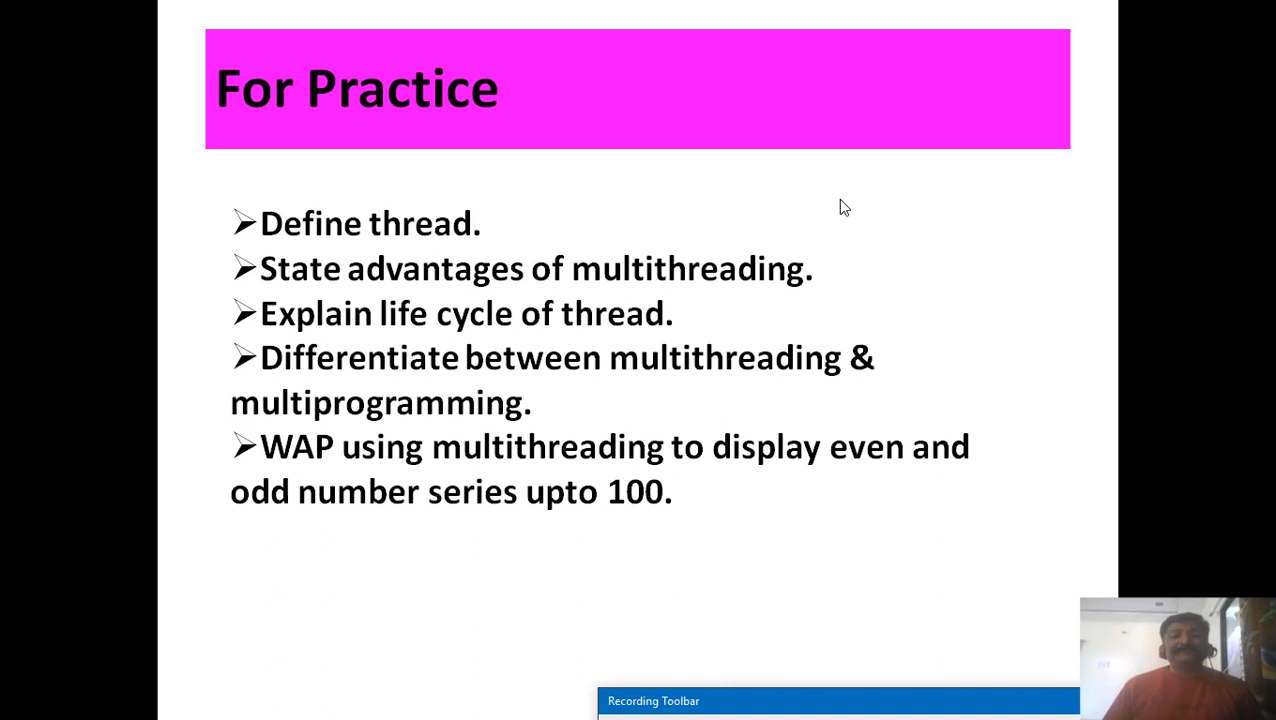 For Practice
➢Define thread.
➢State advantages of multithreading.
➢Explain life cycle of thread.
➢Differentiate between multithreading &
multiprogramming.
➢WAP using multithreading to display even and
odd number series upto 100.
Recording Toolbar